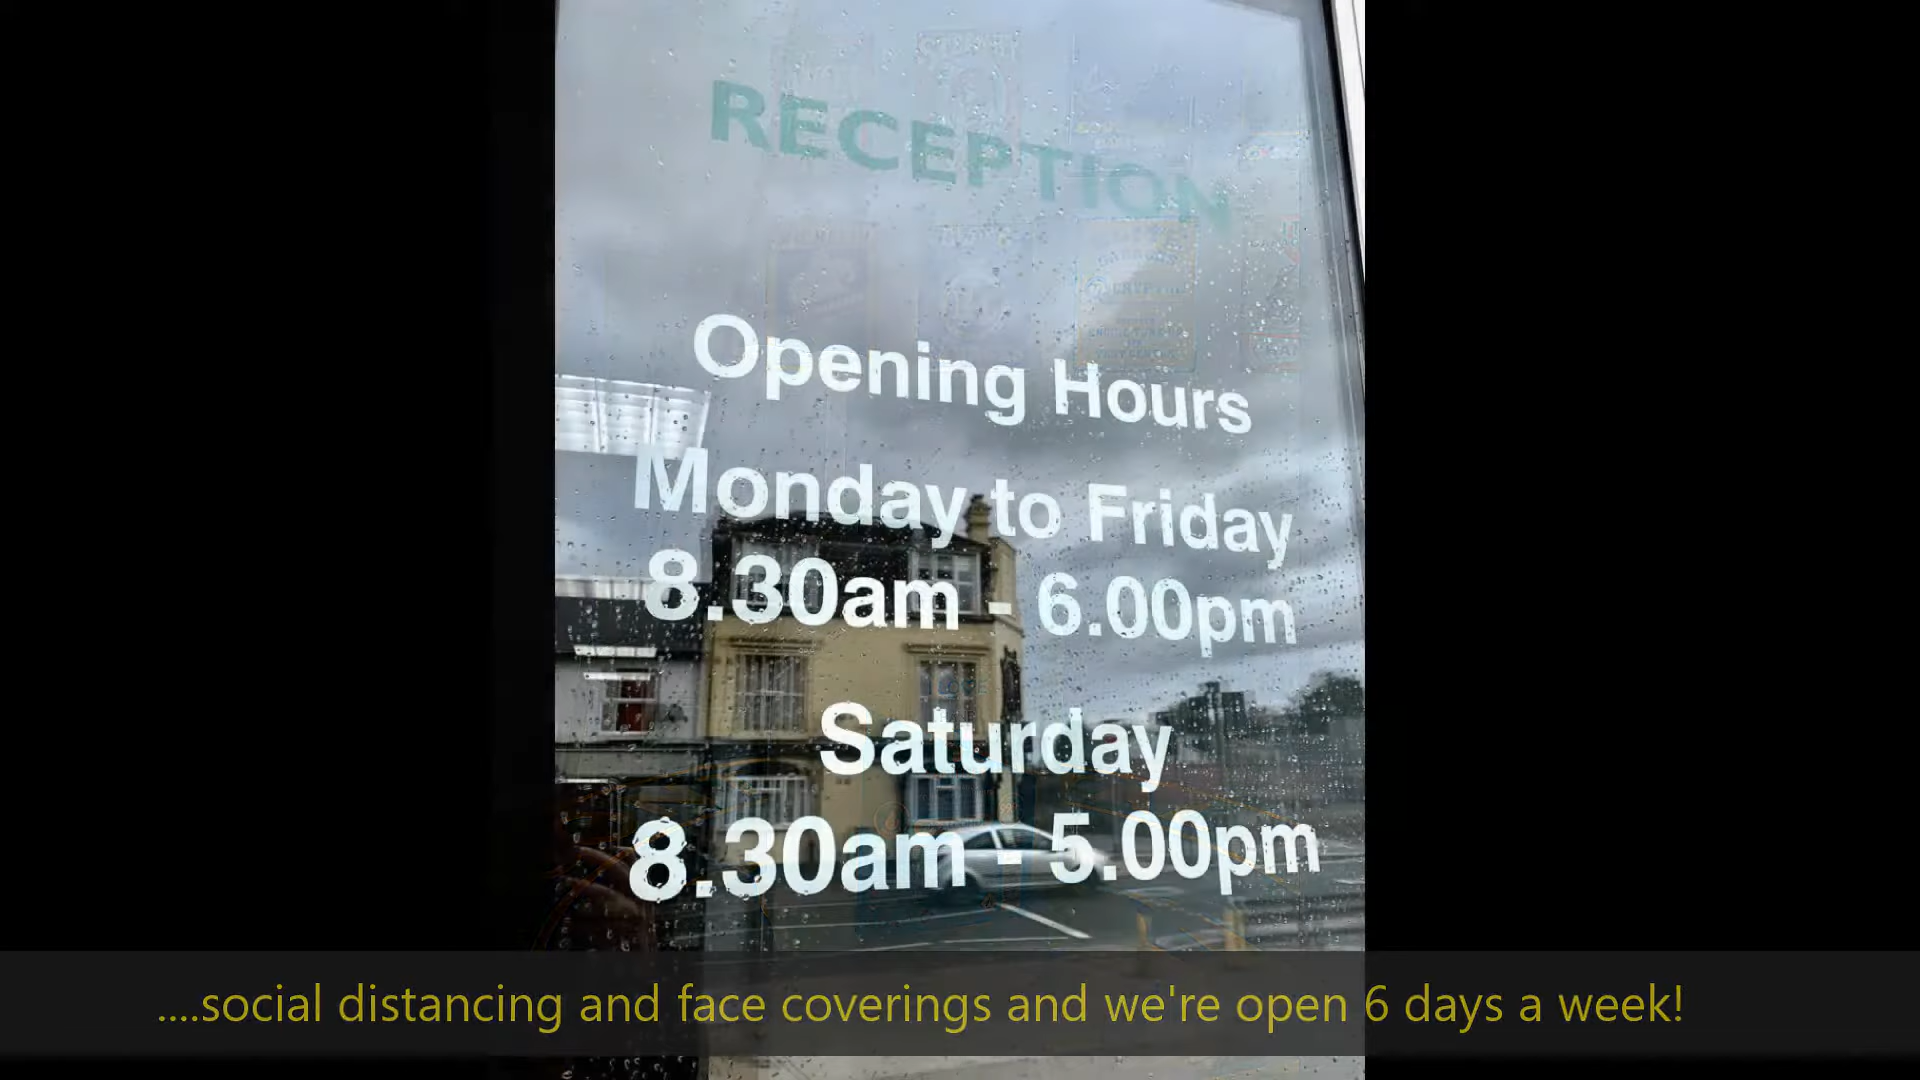 RECEPTION
Opening Hours
Monday to Friday
8.30am - 6.00pm
Saturday
8.30am - 5.00pm
....social distancing and face coverings and we're open 6 days a week!